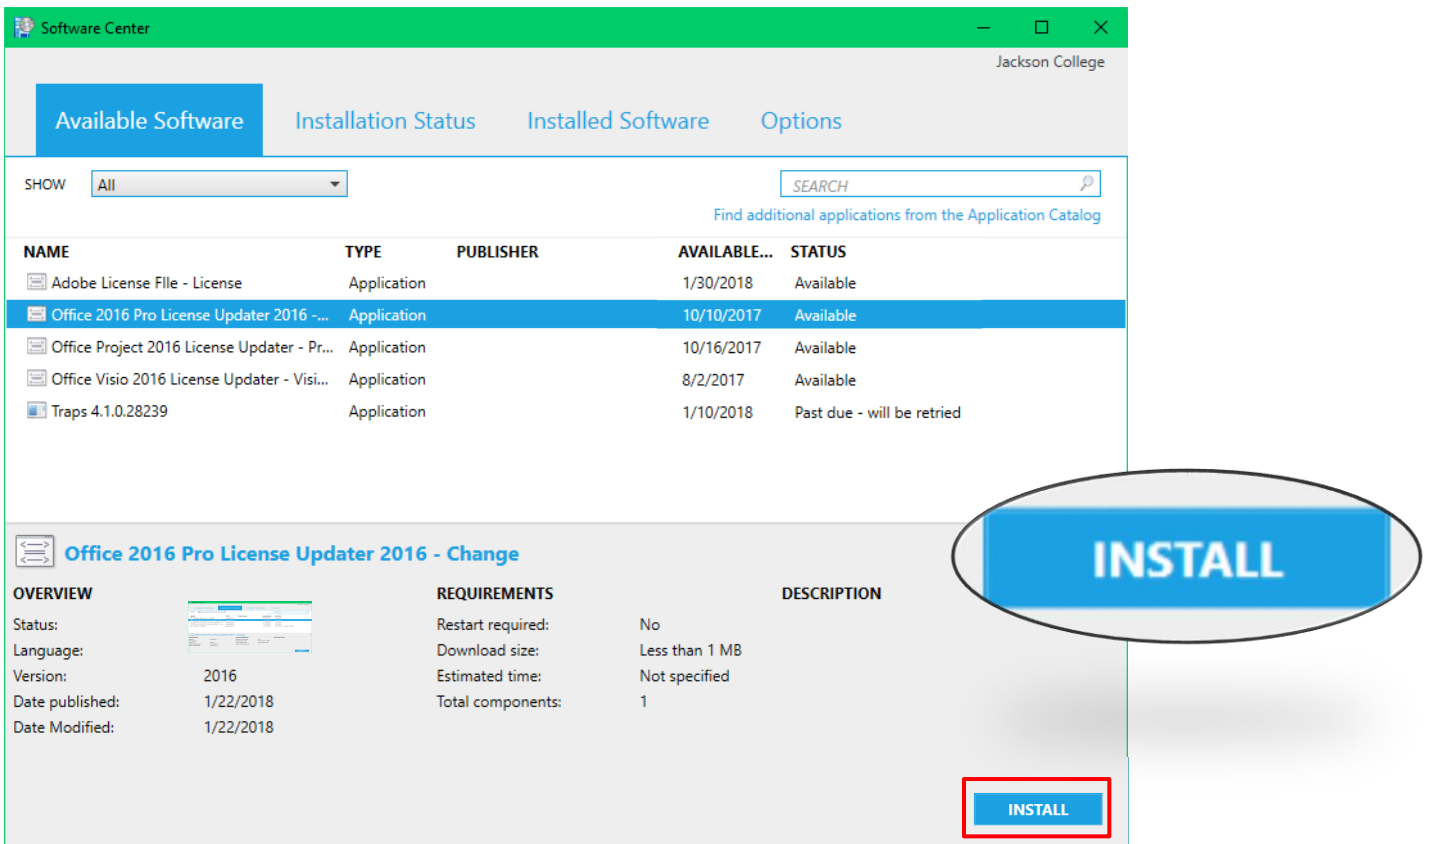 Software Center
Jackson College
Available Software Installation Status Installed Software Options
SHOW All SEARCH
Find additional applications from the Application Catalog
NAME TYPE PUBLISHER AVAILABLE... STATUS
Adobe License FIle - License Application 1/30/2018 Available
Office 2016 Pro License Updater 2016 -... Application 10/10/2017 Available
Office Project 2016 License Updater - Pr... Application 10/16/2017 Available
Office Visio 2016 License Updater - Visi... Application 8/2/2017 Available
Traps 4.1.0.28239 Application 1/10/2018 Past due - will be retried
Office 2016 Pro License Updater 2016 - Change
INSTALL
OVERVIEW REQUIREMENTS DESCRIPTION
Status: Restart required: No
Language: Download size: Less than 1 MB
Version: 2016 Estimated time: Not specified
Date published: 1/22/2018 Total components: 1
Date Modified: 1/22/2018
INSTALL